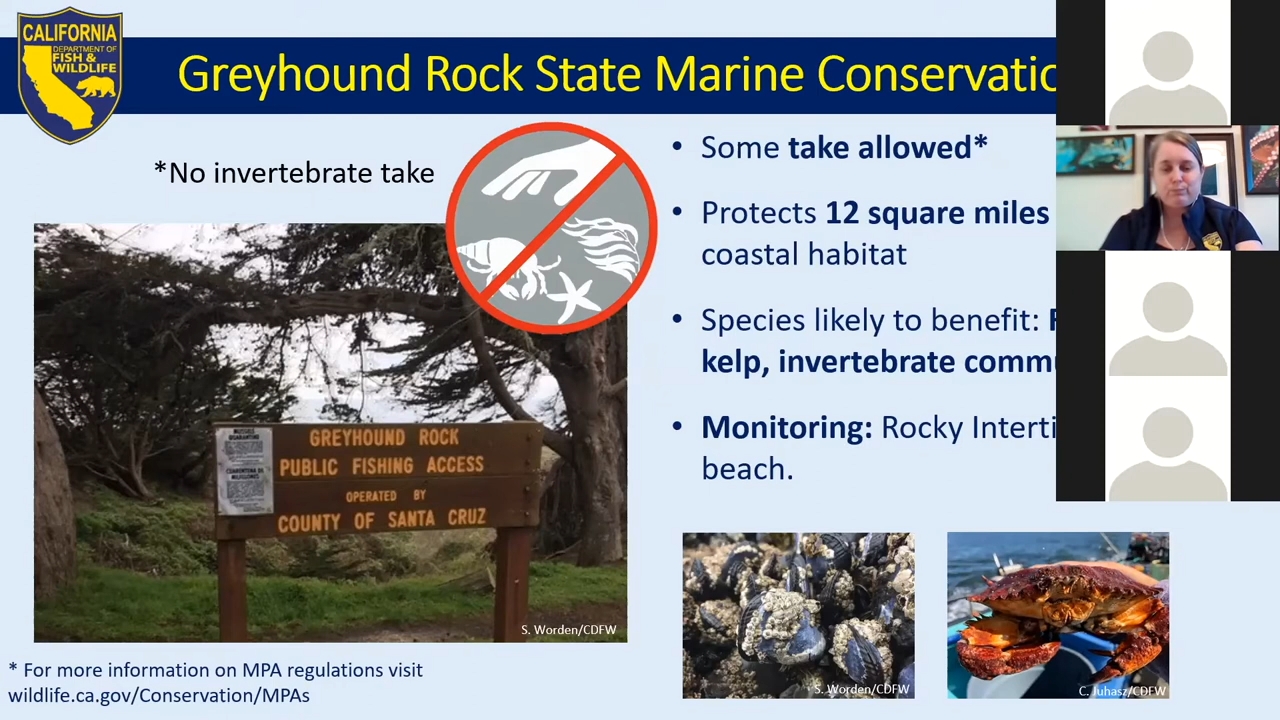 CALIFORNIA
DEPARTMENT OF
FISH &
WILDLIFE
Greyhound Rock State Marine
*No invertebrate take
• Some take allowed*
• Protects 12 square miles
coastal habitat
• Species likely to benefit:
kelp, invertebrate
• Monitoring: Rocky
beach.
GREYHOUND ROCK
PUBLIC FISHING ACCESS
OPERATED BY
COUNTY OF SANTA CRUZ
S. Worden/CDFW
S. Worden/CDFW
C. Juhasz/CDFW
* For more information on MPA regulations visit
wildlife.ca.gov/Conservation/MPAs